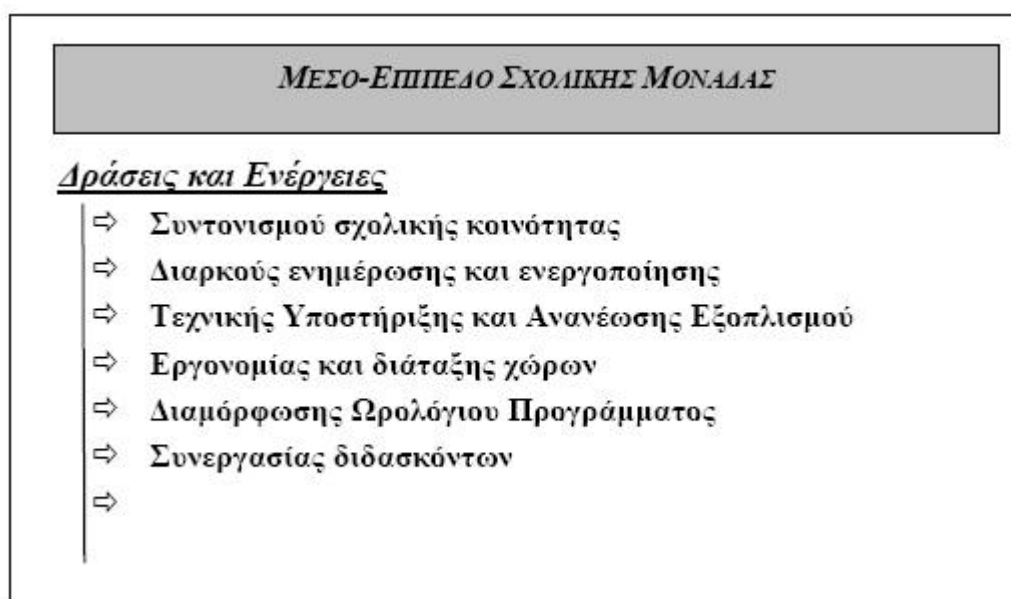 ΜΕΣΟ-ΕΠΙΠΕΔΟ ΣΧΟΛΙΚΗΣ ΜΟΝΑΔΑΣ
Δράσεις και Ενέργειες
⇨ Συντονισμού σχολικής κοινότητας
⇨ Διαρκούς ενημέρωσης και ενεργοποίησης
⇨ Τεχνικής Υποστήριξης και Ανανέωσης Εξοπλισμού
⇨ Εργονομίας και διάταξης χώρων
⇨ Διαμόρφωσης Ωρολόγιου Προγράμματος
⇨ Συνεργασίας διδασκόντων
⇨